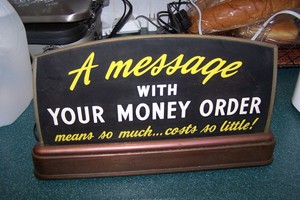 A message
WITH
YOUR MONEY ORDER
means so much...costs so little!